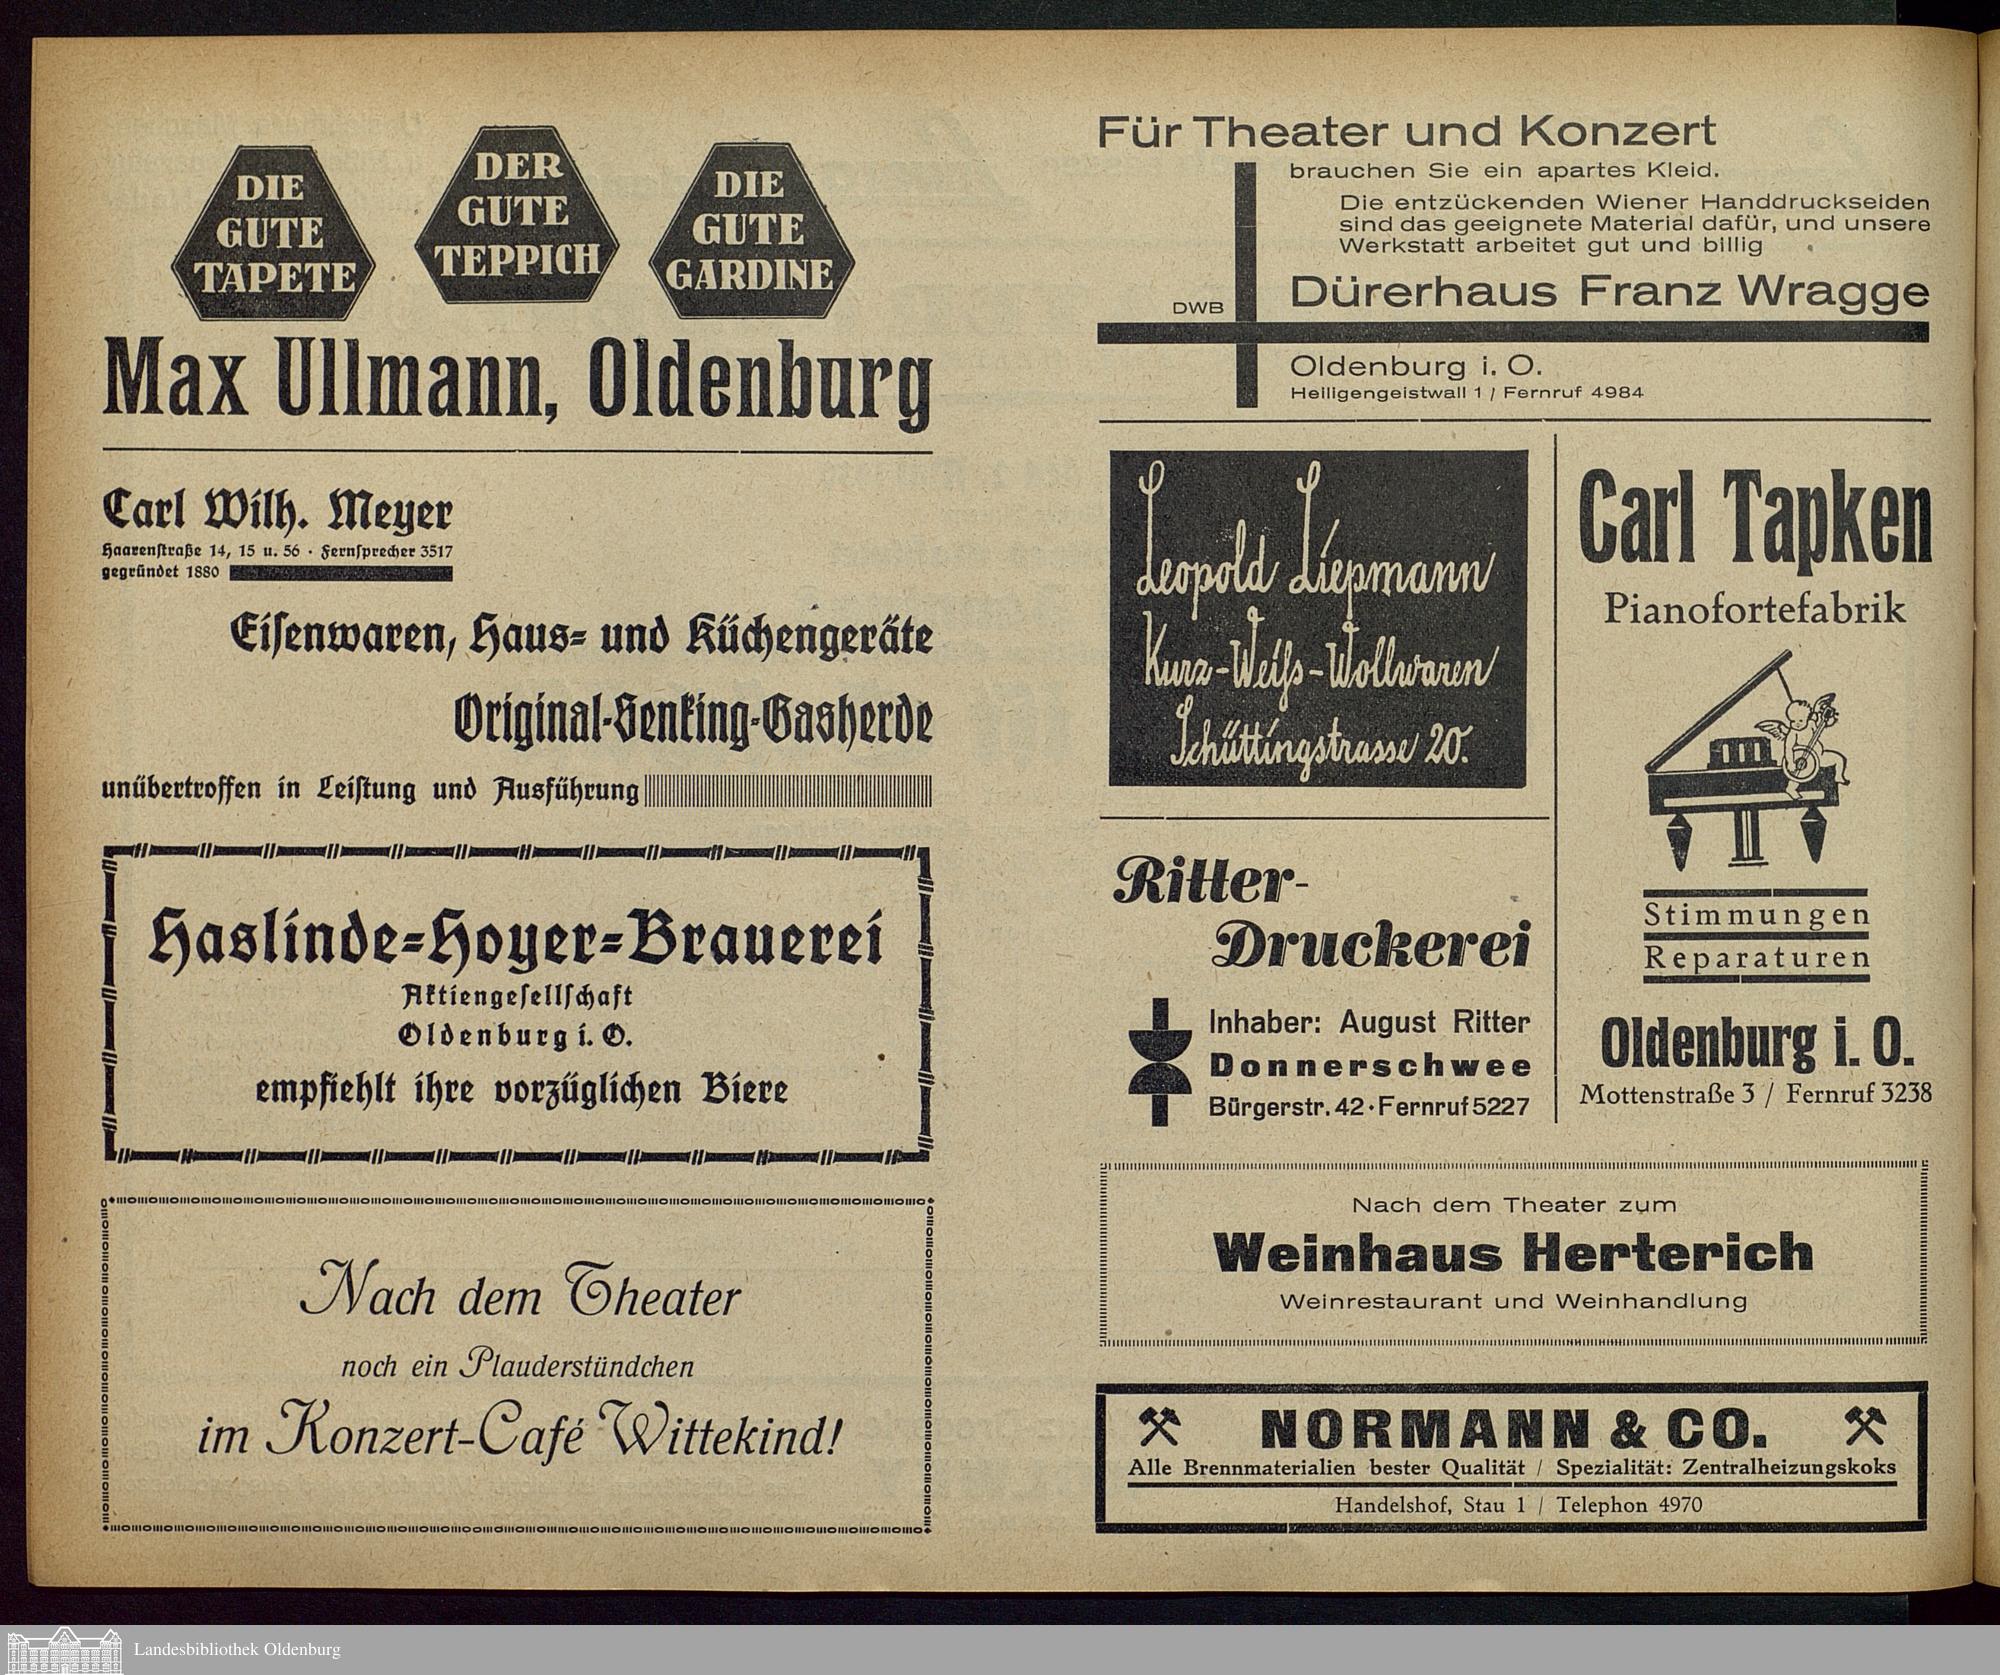 DIE
GUTE
TAPETE
DER
GUTE
TEPPICH
DIE
GUTE
GARDINE
Max Ullmann, Oldenburg
Carl Wilh. Meyer
Haarenſtraße 14, 15 u. 56 · Fernſprecher 3517
gegründet 1880
Eiſenwaren, Haus= und Küchengeräte
Original-Senking-Gasherde
unübertroffen in Leiſtung und Ausführung
Haslinde=Hoyer=Brauerei
Aktiengeſellſchaft
Oldenburg i. O.
empfiehlt ihre vorzüglichen Biere
Nach dem Theater
noch ein Plauderstündchen
im Konzert-Café Wittekind!
Für Theater und Konzert
brauchen Sie ein apartes Kleid.
Die entzückenden Wiener Handdruckseiden
sind das geeignete Material dafür, und unsere
Werkstatt arbeitet gut und billig
DWB
Dürerhaus Franz Wragge
Oldenburg i. O.
Heiligengeistwall 1 / Fernruf 4984
Leopold Liepmann
Kurz-Weiſs-Wollwaren
Schüttingstrasse 20.
Ritter-
Druckerei
Inhaber: August Ritter
Donnerschwee
Bürgerstr. 42 · Fernruf 5227
Carl Tapken
Pianofortefabrik
Stimmungen
Reparaturen
Oldenburg i. O.
Mottenstraße 3 / Fernruf 3238
Nach dem Theater zum
Weinhaus Herterich
Weinrestaurant und Weinhandlung
NORMANN & CO.
Alle Brennmaterialien bester Qualität / Spezialität: Zentralheizungskoks
Handelshof, Stau 1 / Telephon 4970
Landesbibliothek Oldenburg